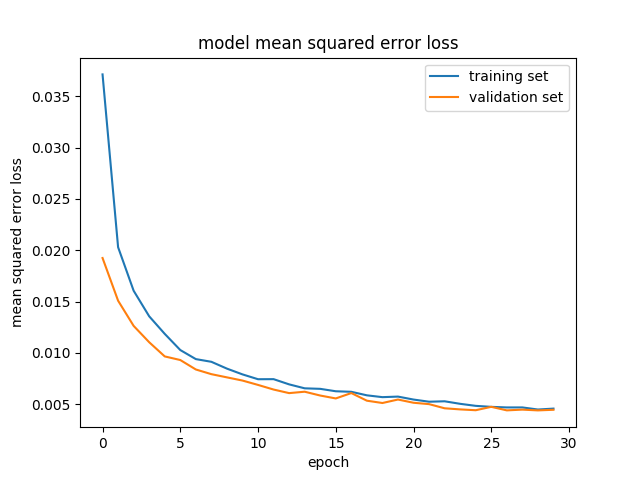 model mean squared error loss
training set
validation set
0.035
0.030
0.025
0.020
0.015
0.010
0.005
mean squared error loss
0 5 10 15 20 25 30
epoch